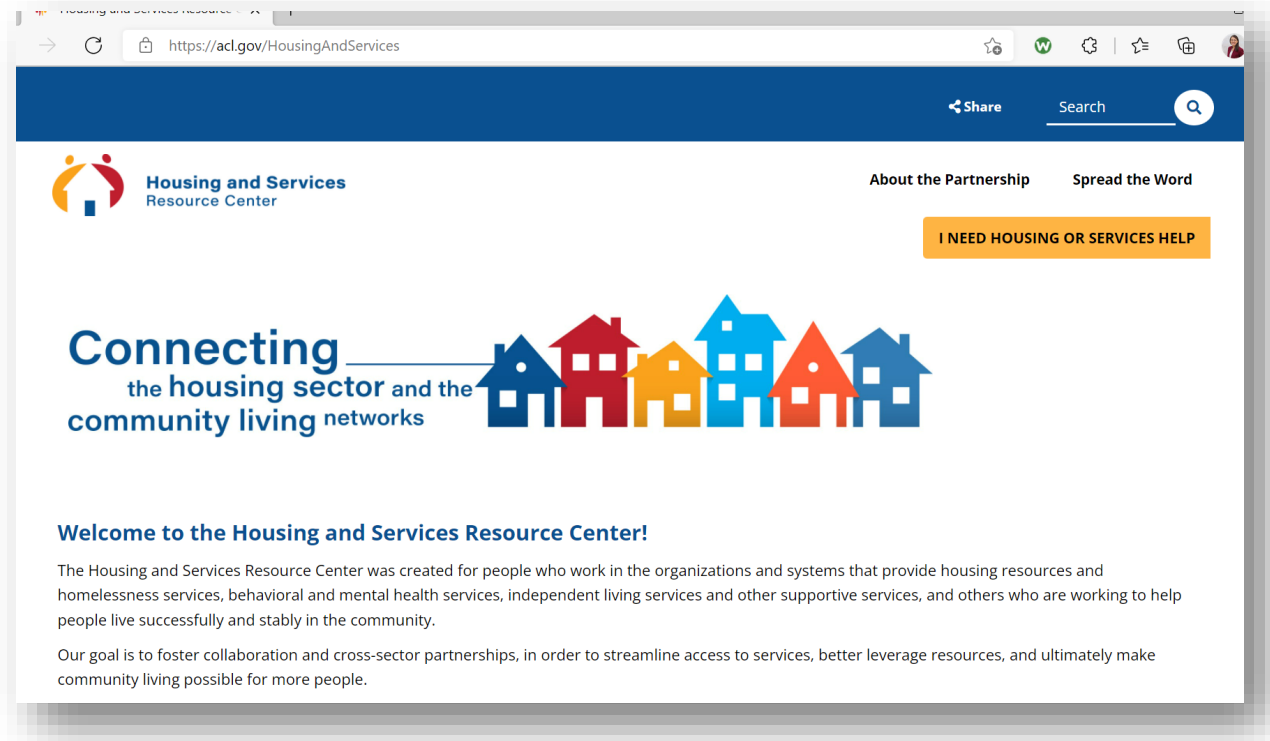 Housing and Services Resource
https://acl.gov/HousingAndServices
Share
Search
Housing and Services
Resource Center
About the Partnership
Spread the Word
I NEED HOUSING OR SERVICES HELP
Connecting
the housing sector and the
community living networks
Welcome to the Housing and Services Resource Center!
The Housing and Services Resource Center was created for people who work in the organizations and systems that provide housing resources and
homelessness services, behavioral and mental health services, independent living services and other supportive services, and others who are working to help
people live successfully and stably in the community.
Our goal is to foster collaboration and cross-sector partnerships, in order to streamline access to services, better leverage resources, and ultimately make
community living possible for more people.